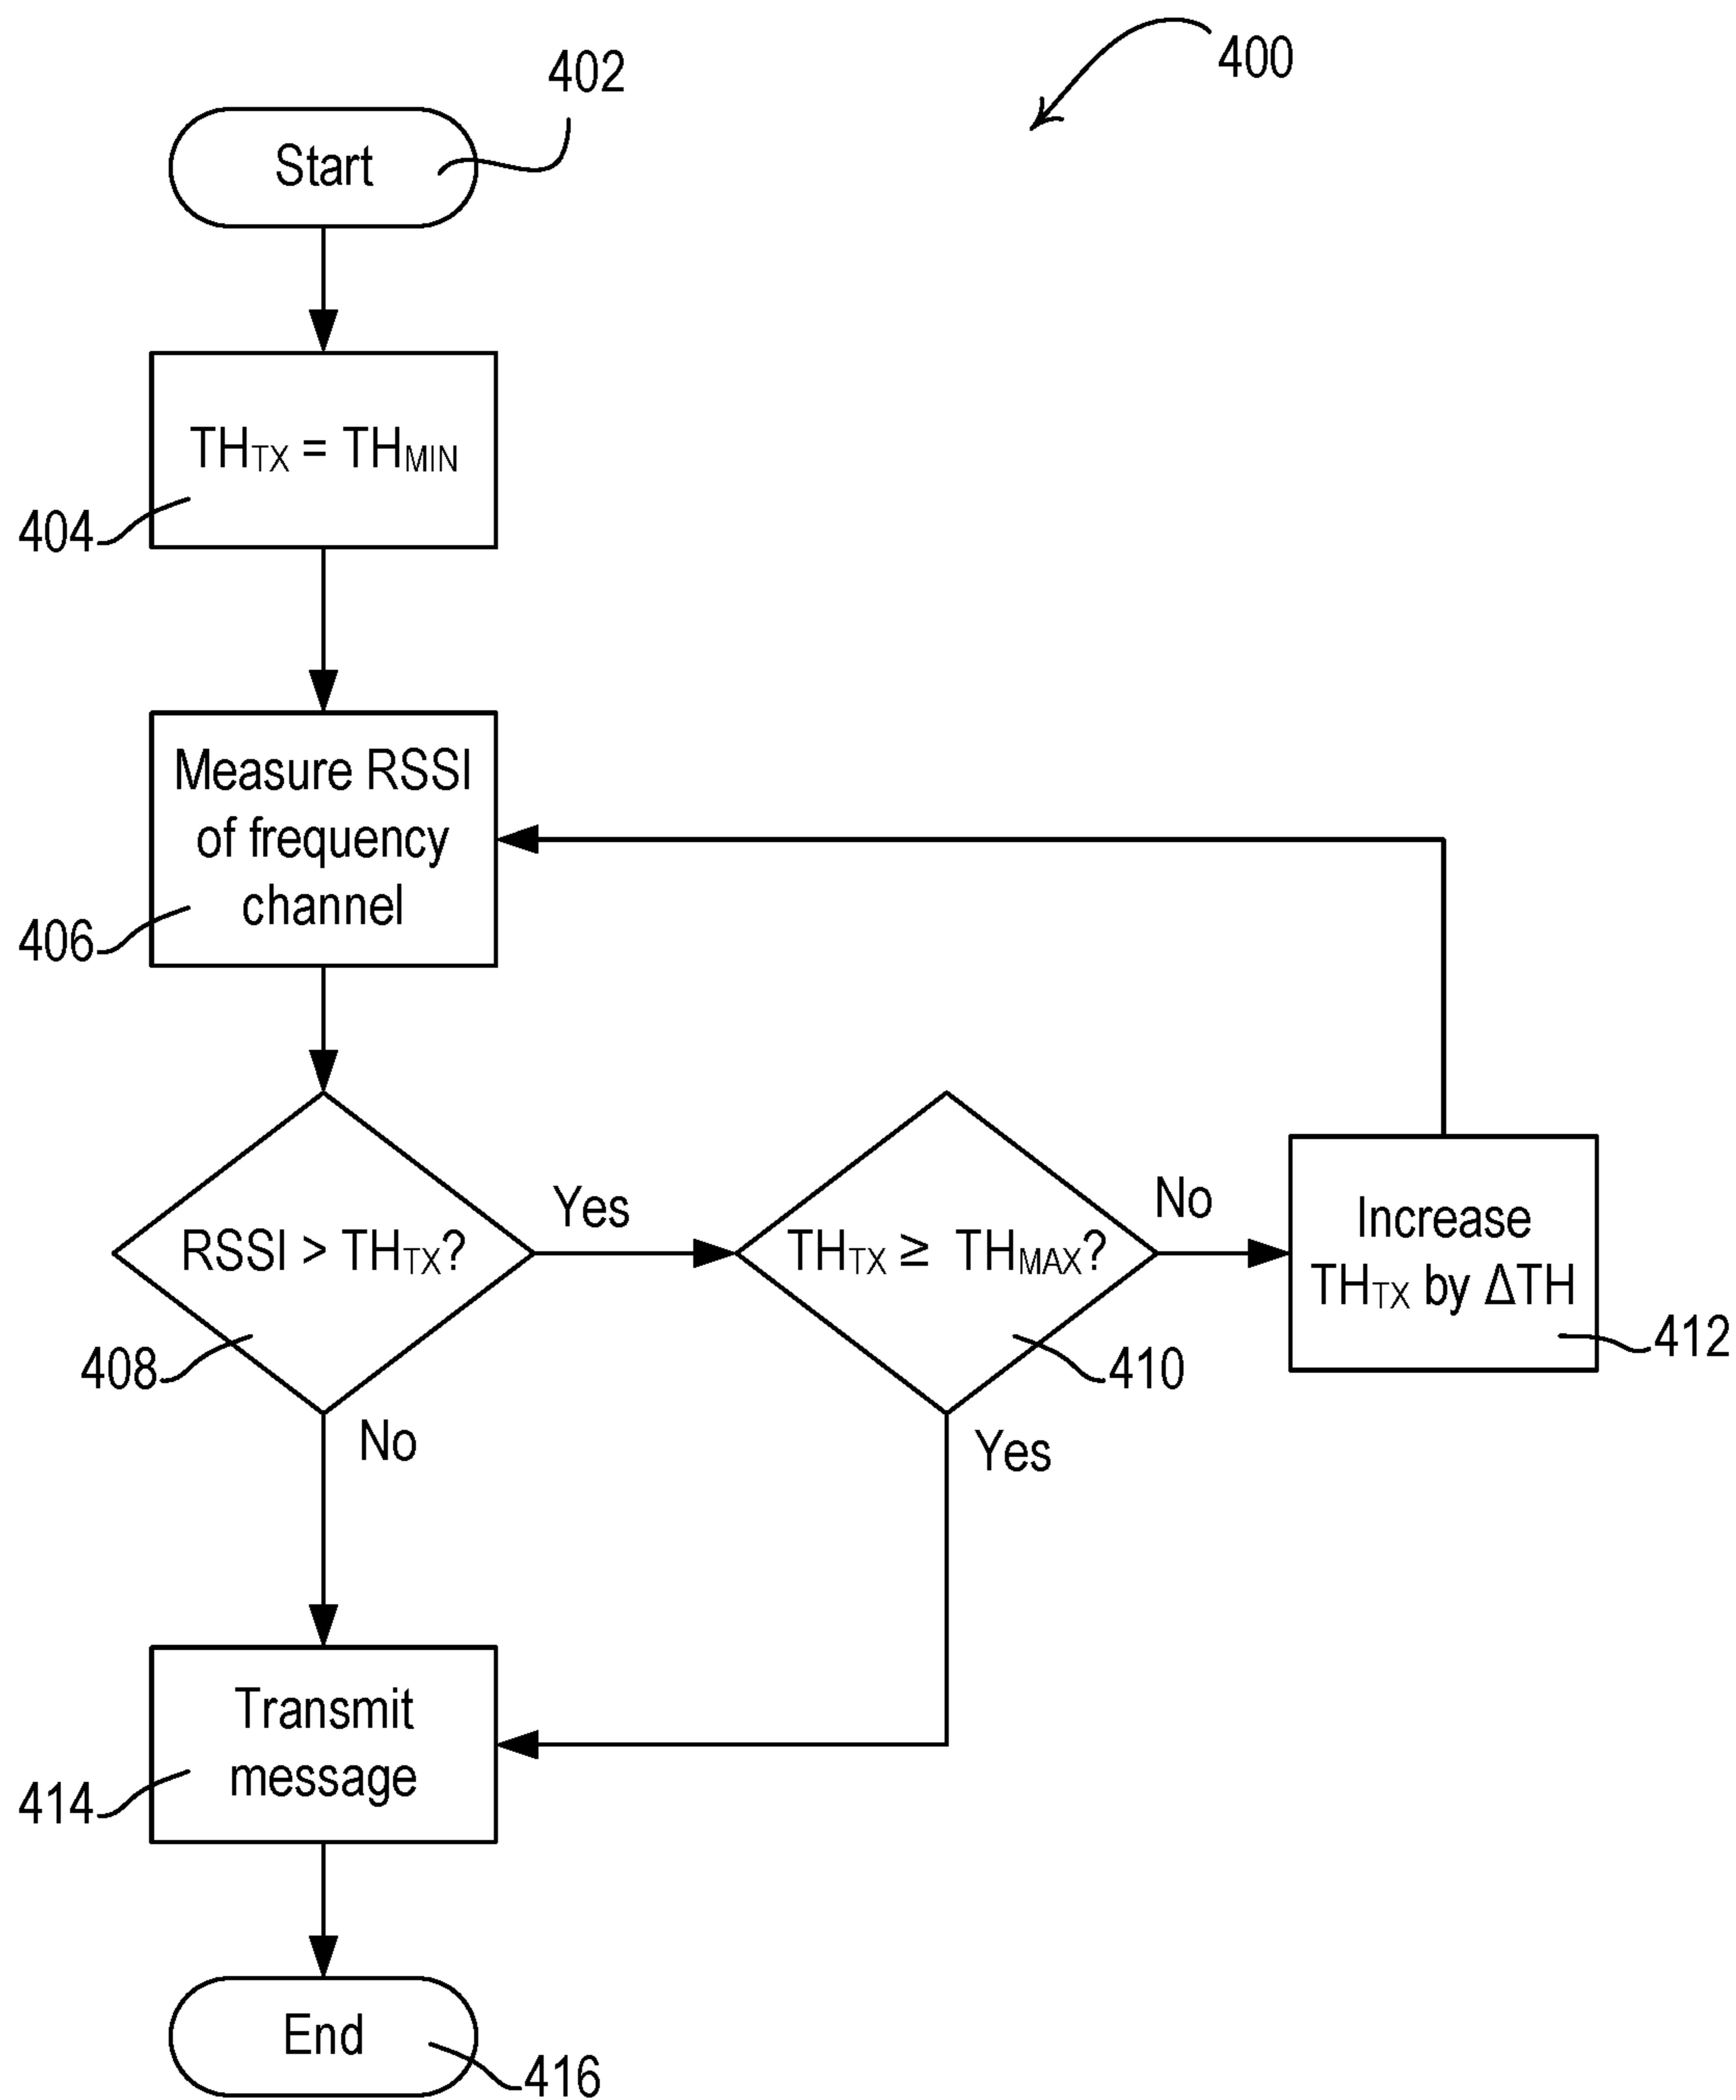 400
402
Start
TH_TX = TH_MIN
404
Measure RSSI
of frequency
channel
406
RSSI > TH_TX?
408
Yes
No
TH_TX ≥ TH_MAX?
410
No
Yes
Increase
TH_TX by ΔTH
412
Transmit
message
414
End
416